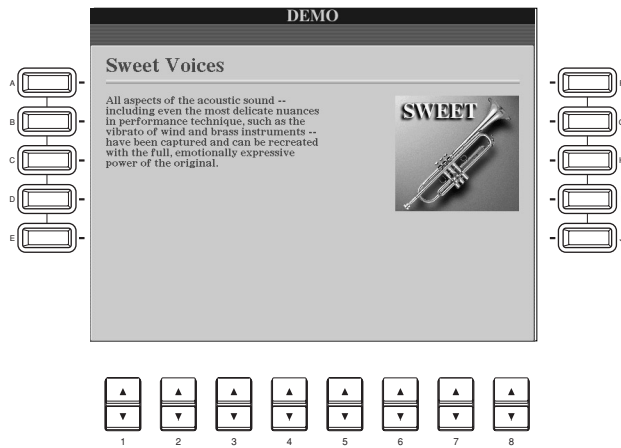 DEMO
Sweet Voices
All aspects of the acoustic sound --
including even the most delicate nuances
in performance technique, such as the
vibrato of wind and brass instruments --
have been captured and can be recreated
with the full, emotionally expressive
power of the original.
SWEET
A
B
C
D
E
1 2 3 4 5 6 7 8